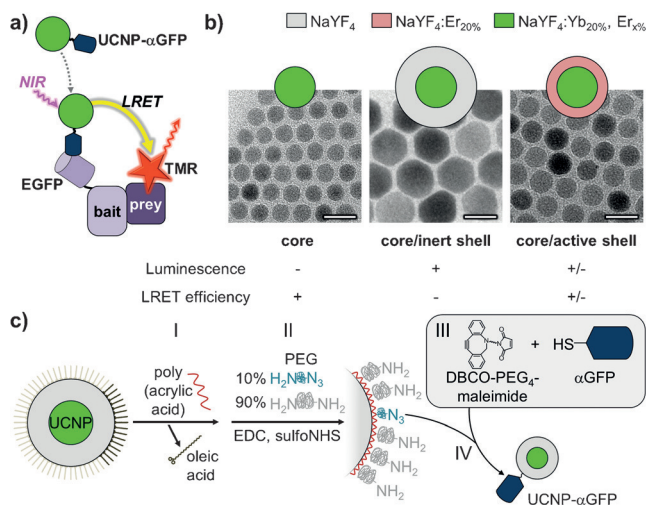 a)
UCNP-αGFP
NIR
LRET
TMR
EGFP
bait
prey
b)
NaYF4
NaYF4:Er20%
NaYF4:Yb20%, Erx%
core
core/inert shell
core/active shell
Luminescence - + +/-
LRET efficiency + - +/-
c)
I
II
III
UCNP
poly
(acrylic
acid)
oleic
acid
PEG
10% H2N N3
90% H2N NH2
EDC, sulfoNHS
NH2
NH2
N3
NH2
NH2
NH2
N
N
O
O
O
+
HS
DBCO-PEG4-
maleimide
αGFP
IV
UCNP-αGFP